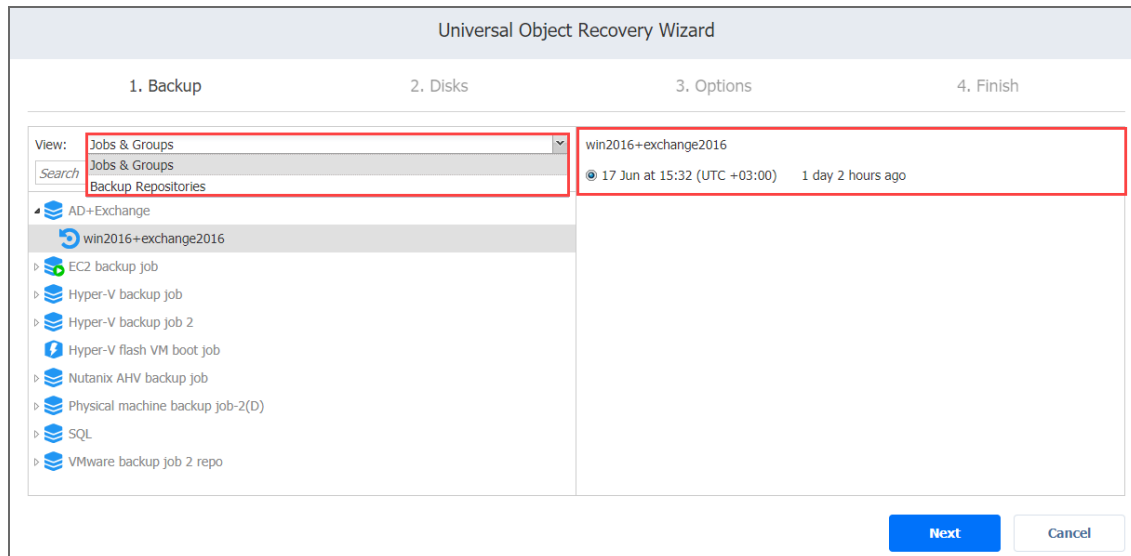 Universal Object Recovery Wizard
1. Backup
2. Disks
3. Options
4. Finish
View:
Jobs & Groups
Jobs & Groups
Backup Repositories
Search
AD+Exchange
win2016+exchange2016
EC2 backup job
Hyper-V backup job
Hyper-V backup job 2
Hyper-V flash VM boot job
Nutanix AHV backup job
Physical machine backup job-2(D)
SQL
VMware backup job 2 repo
win2016+exchange2016
17 Jun at 15:32 (UTC +03:00) 1 day 2 hours ago
Next
Cancel